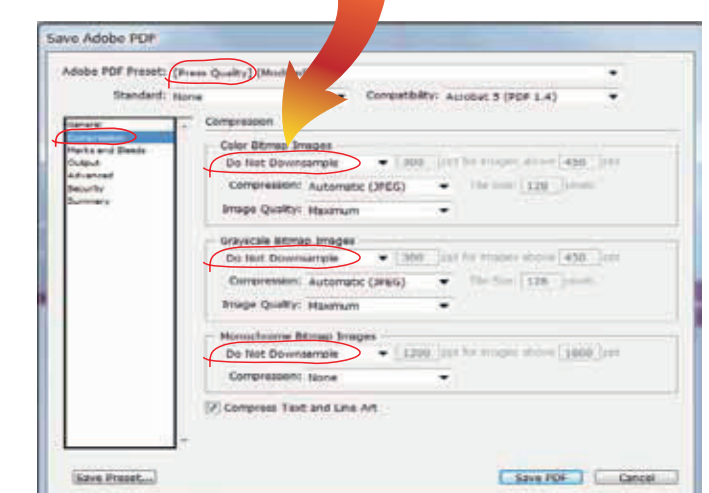 Save Adobe PDF
Adobe PDF Preset: [Press Quality] (Modified)
Standard: None Compatibility: Acrobat 5 (PDF 1.4)
General
Compression
Marks and Bleeds
Output
Advanced
Security
Summary
Compression
Color Bitmap Images
Do Not Downsample 300 ppi for images above 450 ppi
Compression: Automatic (JPEG) Tile Size: 128 pixels
Image Quality: Maximum
Grayscale Bitmap Images
Do Not Downsample 300 ppi for images above 450 ppi
Compression: Automatic (JPEG) Tile Size: 128 pixels
Image Quality: Maximum
Monochrome Bitmap Images
Do Not Downsample 1200 ppi for images above 1800 ppi
Compression: None
Compress Text and Line Art
Save Preset... Save PDF Cancel